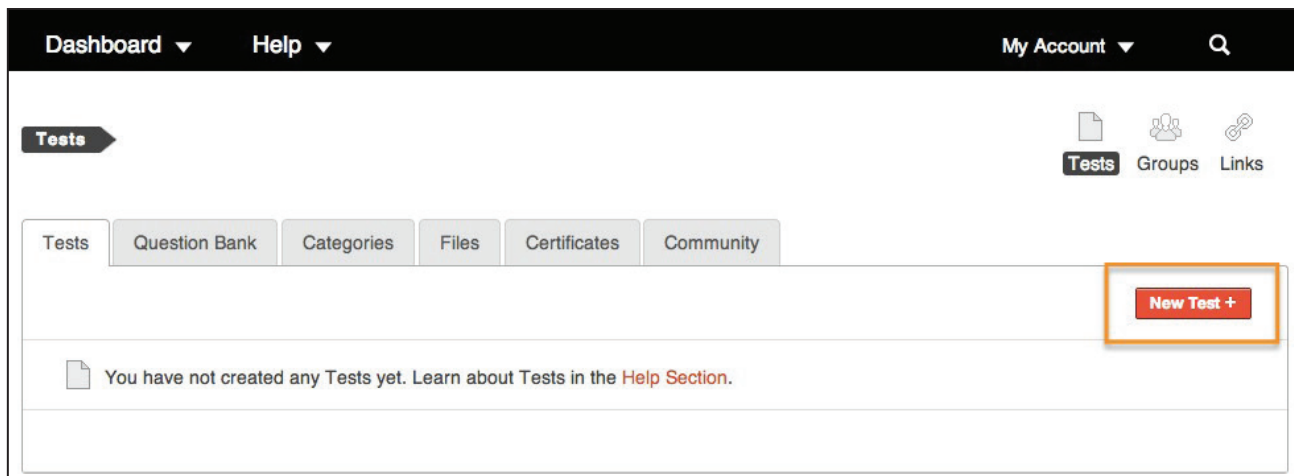 Dashboard Help My Account
Tests
Tests Groups Links
Tests Question Bank Categories Files Certificates Community
New Test +
You have not created any Tests yet. Learn about Tests in the Help Section.